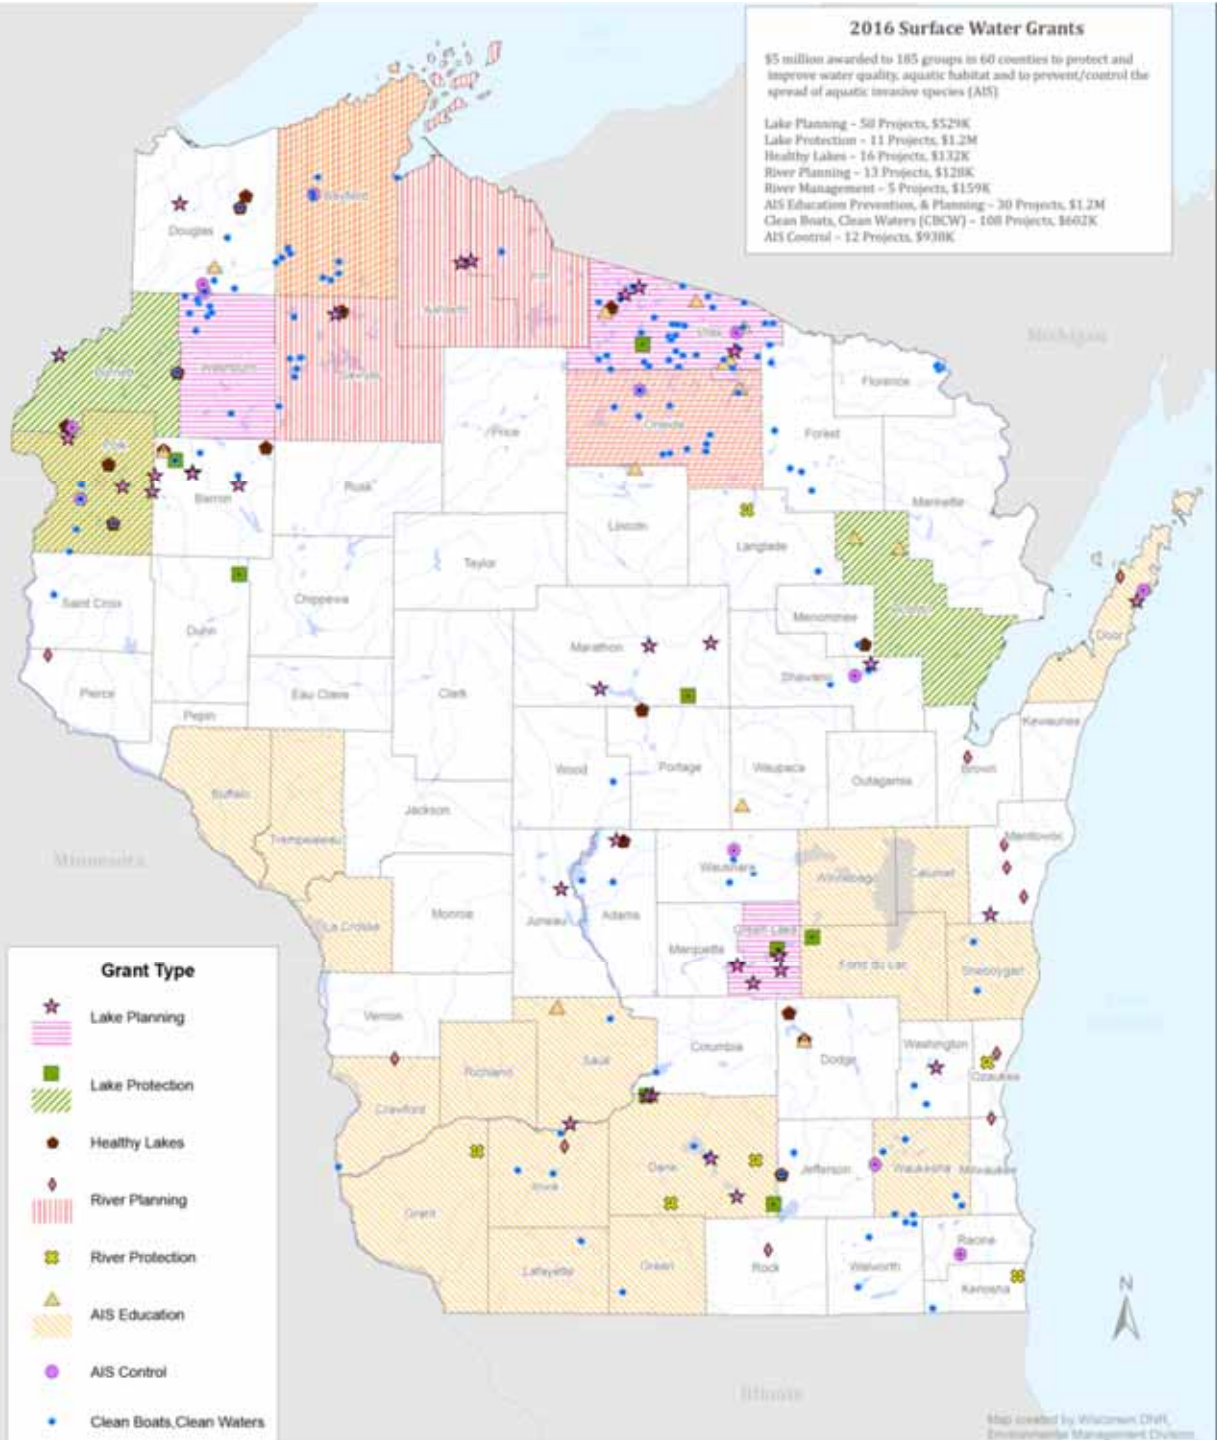 2016 Surface Water Grants
$5 million awarded to 185 groups in 60 counties to protect and
improve water quality, aquatic habitat and to prevent/control the
spread of aquatic invasive species (AIS)
Lake Planning – 50 Projects, $529K
Lake Protection – 11 Projects, $1.2M
Healthy Lakes – 16 Projects, $132K
River Planning – 13 Projects, $128K
River Management – 5 Projects, $159K
AIS Education Prevention, & Planning – 30 Projects, $1.2M
Clean Boats, Clean Waters (CBCW) – 108 Projects, $602K
AIS Control – 12 Projects, $938K
Bayfield
Douglas
Ashland
Vilas
Michigan
Burnett
Washburn
Sawyer
Florence
Price
Oneida
Forest
Polk
Barron
Rusk
Marinette
Lincoln
Langlade
Taylor
Saint Croix
Chippewa
Dunn
Menominee
Door
Marathon
Pierce
Eau Claire
Clark
Shawano
Pepin
Kewaunee
Wood
Portage
Waupaca
Outagamie
Brown
Buffalo
Jackson
Trempealeau
Minnesota
Manitowoc
Waushara
Winnebago
Calumet
Monroe
Juneau
Adams
La Crosse
Green Lake
Marquette
Fond du Lac
Sheboygan
Vernon
Columbia
Dodge
Washington
Richland
Sauk
Ozaukee
Crawford
Dane
Jefferson
Waukesha
Milwaukee
Iowa
Grant
Lafayette
Green
Rock
Walworth
Racine
Kenosha
Grant Type
Lake Planning
Lake Protection
Healthy Lakes
River Planning
River Protection
AIS Education
AIS Control
Clean Boats,Clean Waters
N
Illinois
Map created by Wisconsin DNR,
Environmental Management Division